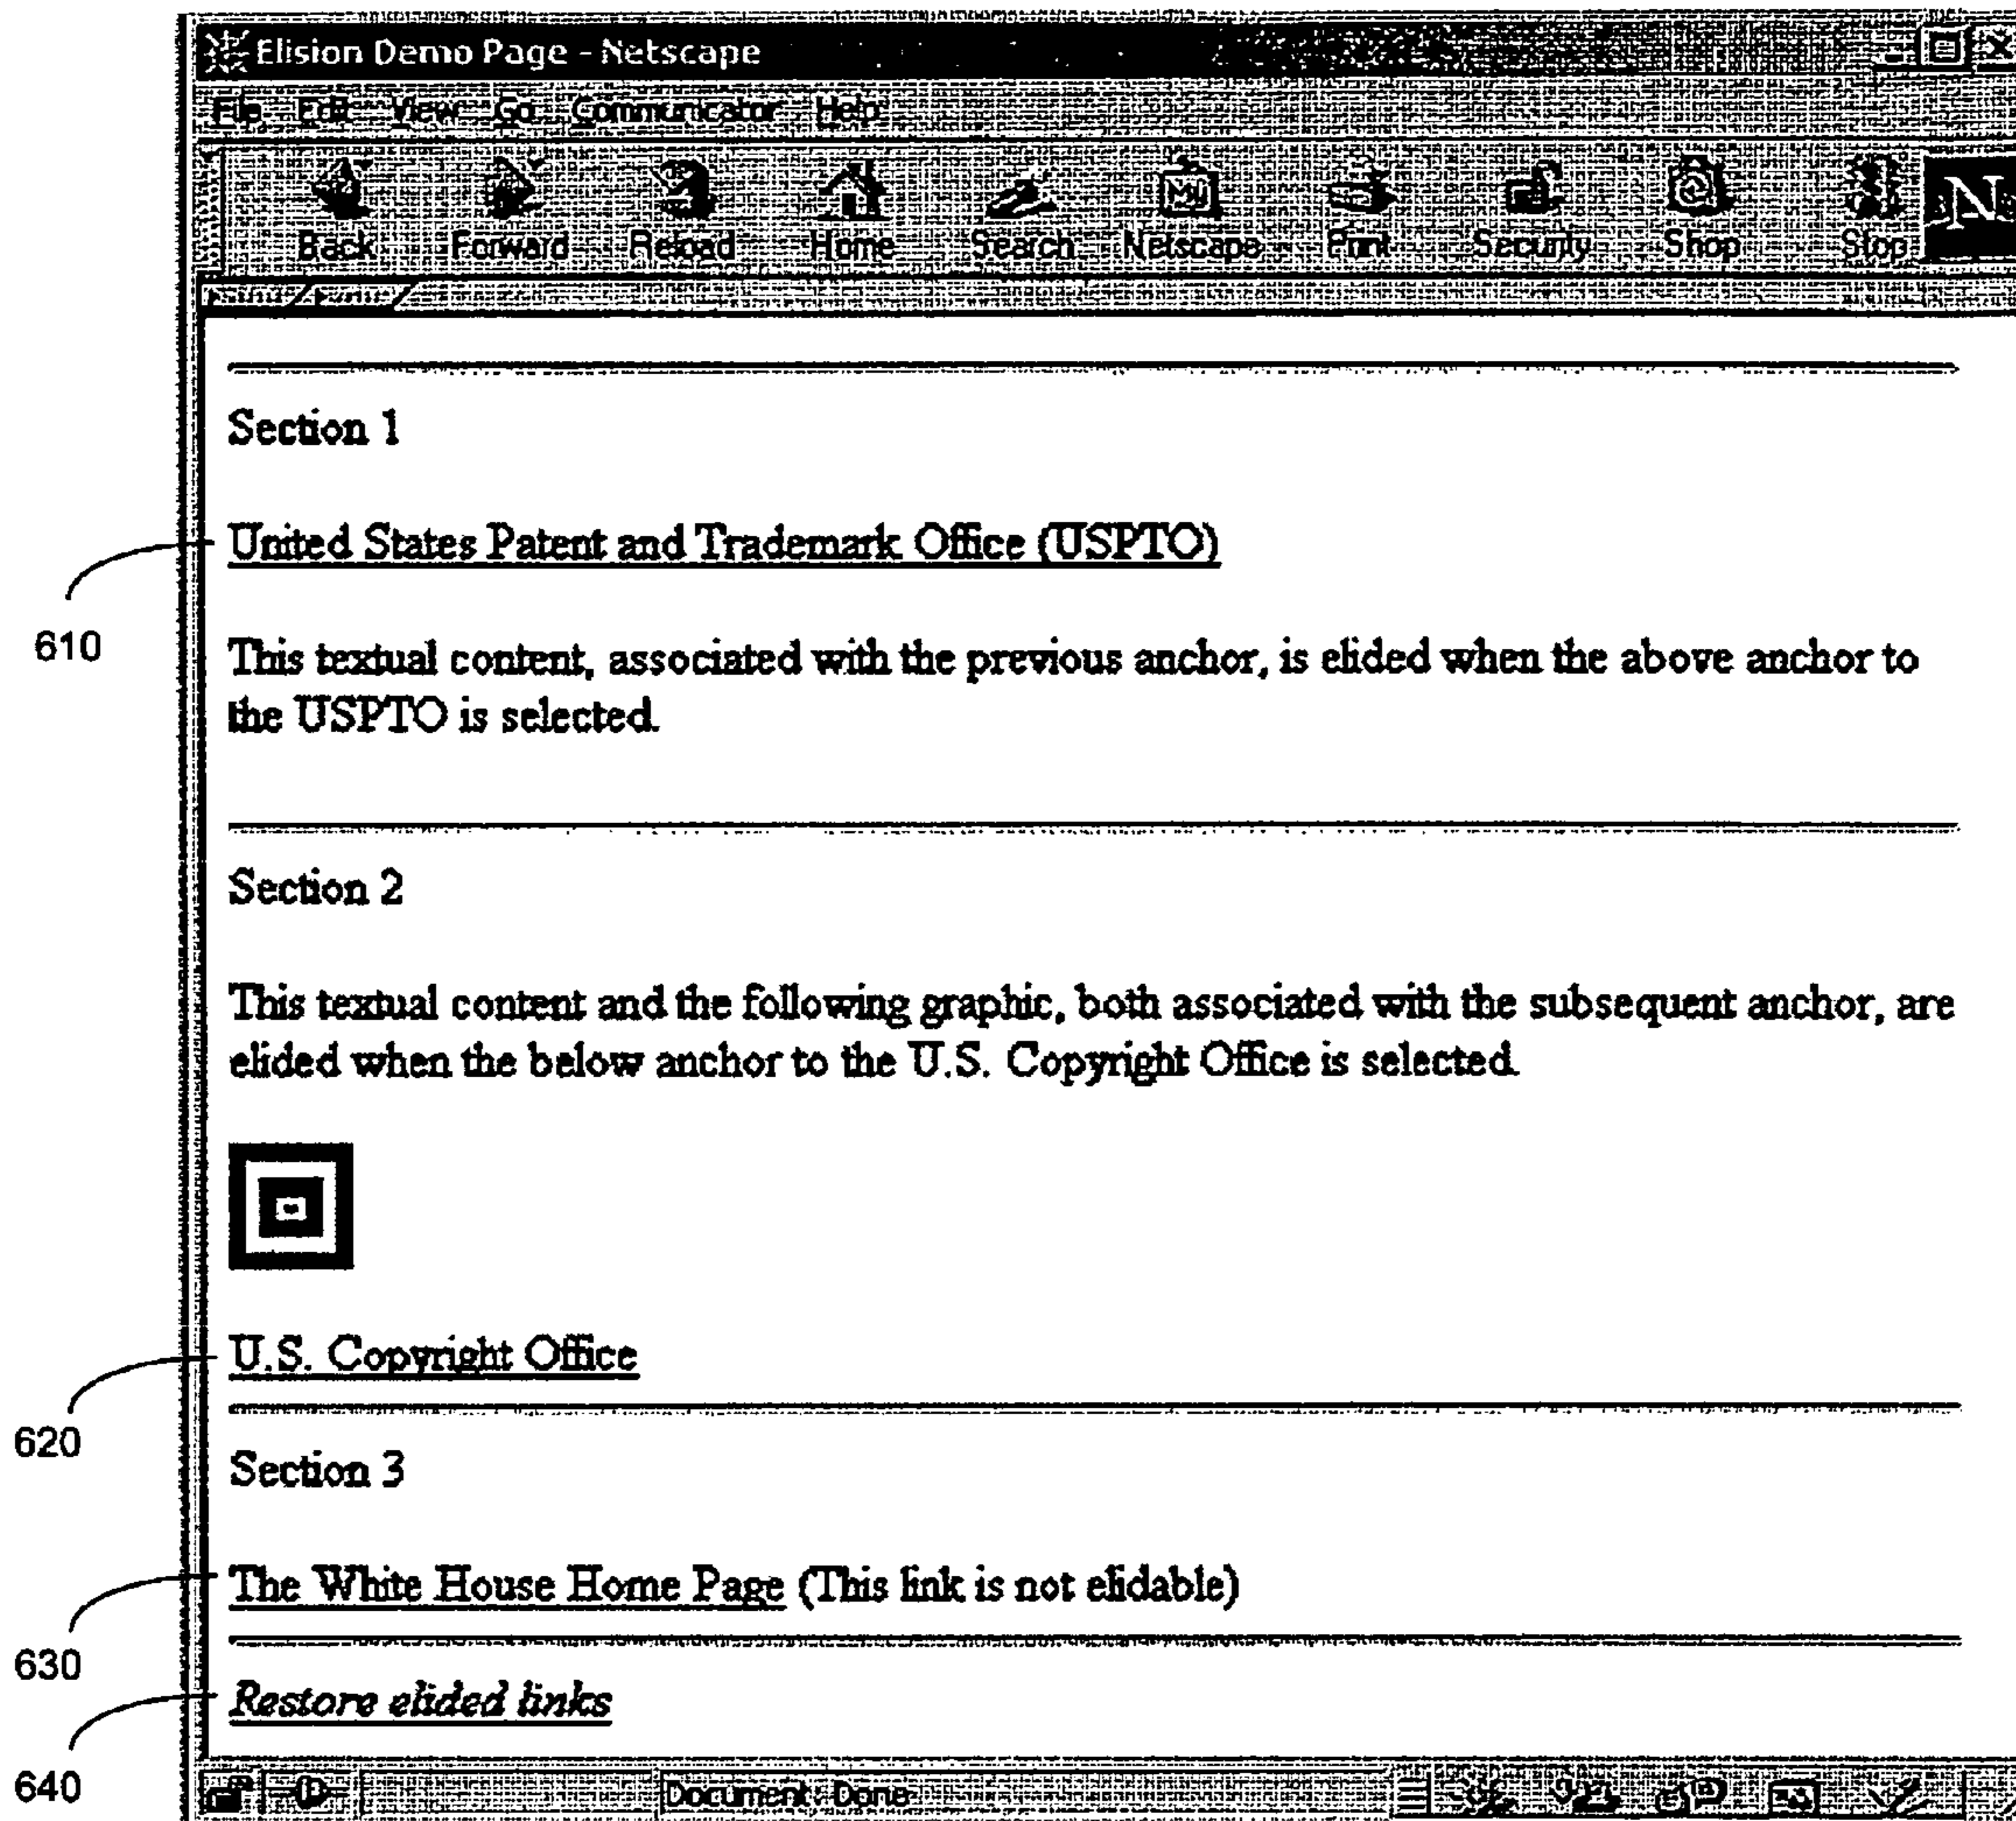 Elision Demo Page - Netscape
File Edit View Go Communicator Help
Back Forward Reload Home Search Netscape Print Security Shop Stop N
Section 1
United States Patent and Trademark Office (USPTO)
610
This textual content, associated with the previous anchor, is elided when the above anchor to
the USPTO is selected.
Section 2
This textual content and the following graphic, both associated with the subsequent anchor, are
elided when the below anchor to the U.S. Copyright Office is selected.
U.S. Copyright Office
620
Section 3
The White House Home Page (This link is not elidable)
630
Restore elided links
640
Document: Done